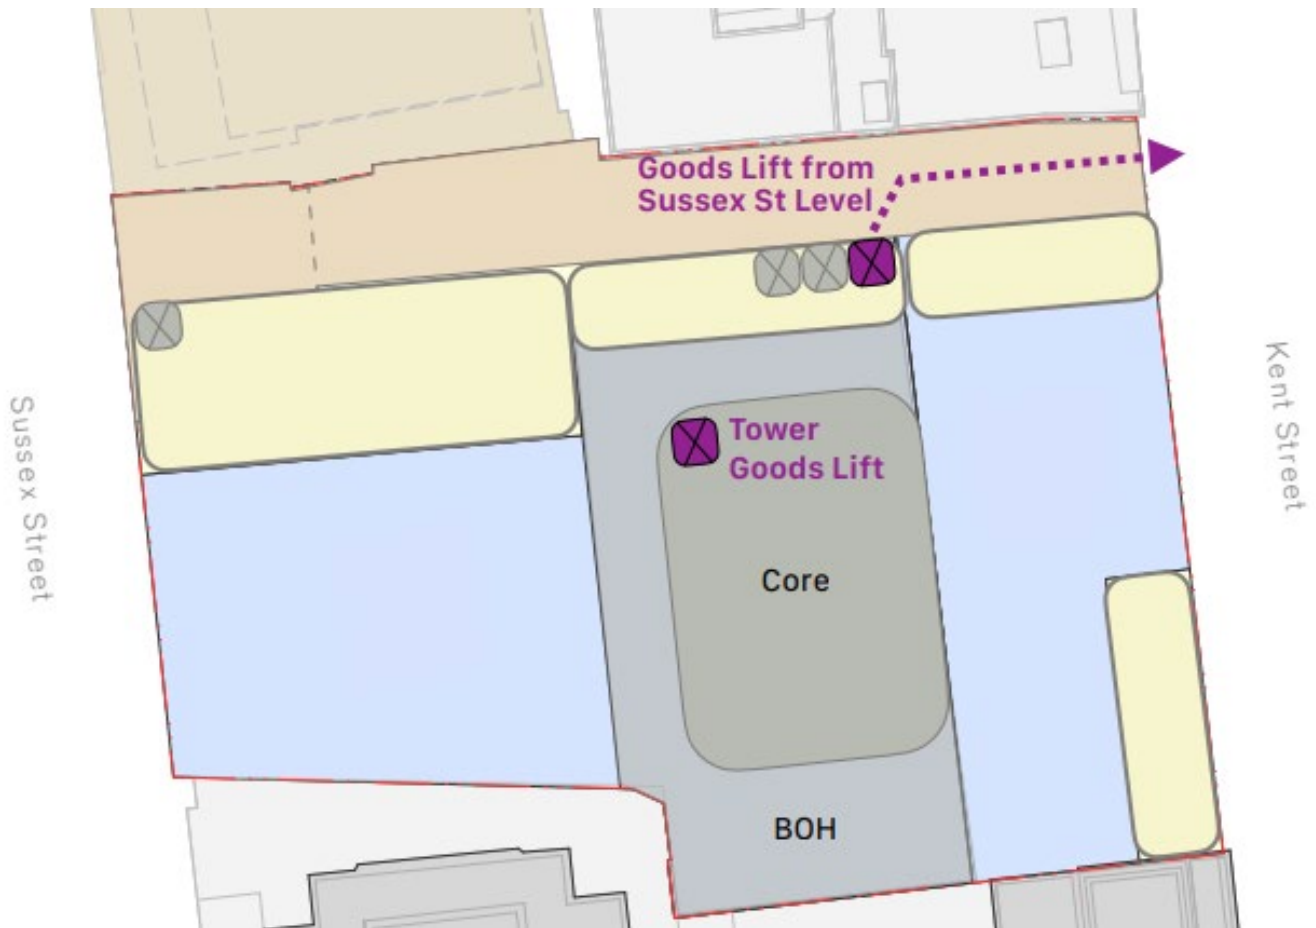 Goods Lift from
Sussex St Level
Tower
Goods Lift
Core
BOH
Sussex Street
Kent Street